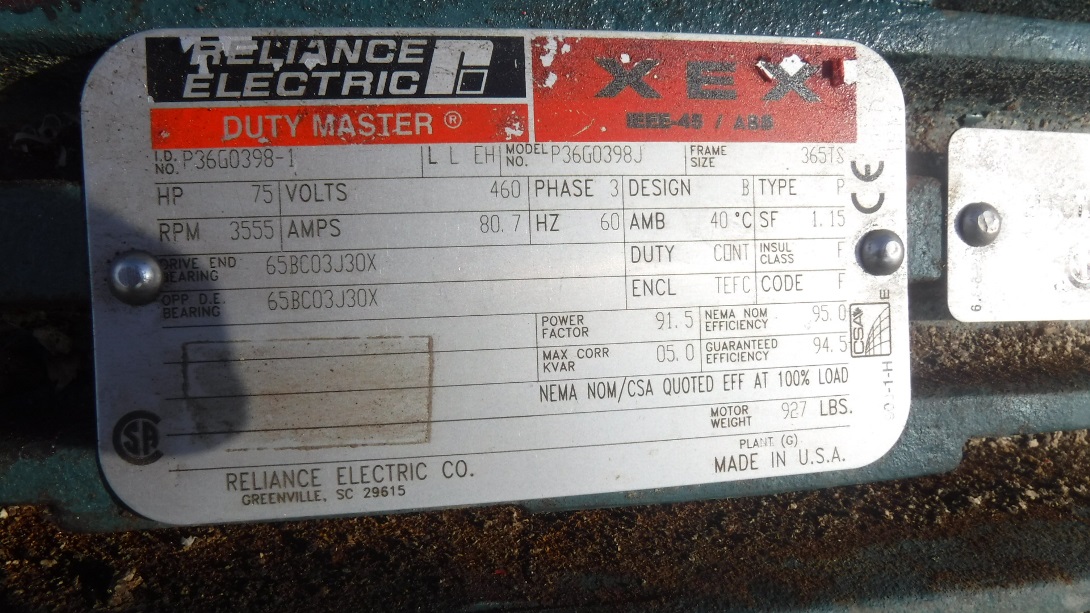 RELIANCE
ELECTRIC
DUTY MASTER ®
XEX
IEEE-45 / ABS
I.D. NO. P36G0398-1 L L EH MODEL NO. P36G0398J FRAME SIZE 365TS
HP 75 VOLTS 460 PHASE 3 DESIGN B TYPE P
RPM 3555 AMPS 80.7 HZ 60 AMB 40 °C SF 1.15
DRIVE END BEARING 65BC03J30X DUTY CONT INSUL CLASS F
OPP D.E. BEARING 65BC03J30X ENCL TEFC CODE F
POWER FACTOR 91.5 NEMA NOM EFFICIENCY 95.0
MAX CORR KVAR 05.0 GUARANTEED EFFICIENCY 94.5
NEMA NOM/CSA QUOTED EFF AT 100% LOAD
MOTOR WEIGHT 927 LBS.
RELIANCE ELECTRIC CO.
GREENVILLE, SC 29615
PLANT (G)
MADE IN U.S.A.
CE
CSA
E
SA